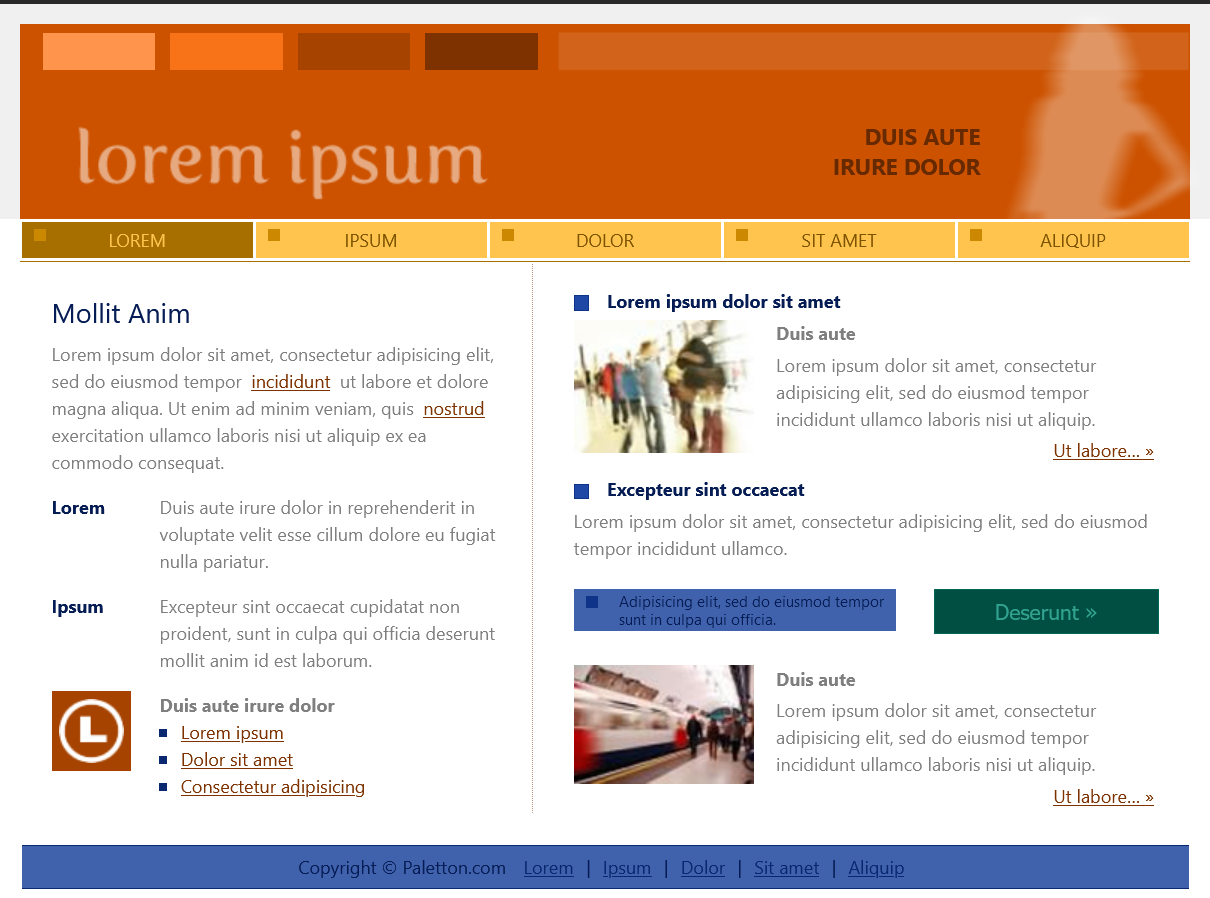 lorem ipsum
DUIS AUTE
IRURE DOLOR
LOREM
IPSUM
DOLOR
SIT AMET
ALIQUIP
Mollit Anim
Lorem ipsum dolor sit amet, consectetur adipisicing elit,
sed do eiusmod tempor incididunt ut labore et dolore
magna aliqua. Ut enim ad minim veniam, quis nostrud
exercitation ullamco laboris nisi ut aliquip ex ea
commodo consequat.
Lorem
Duis aute irure dolor in reprehenderit in
voluptate velit esse cillum dolore eu fugiat
nulla pariatur.
Ipsum
Excepteur sint occaecat cupidatat non
proident, sunt in culpa qui officia deserunt
mollit anim id est laborum.
L
Duis aute irure dolor
Lorem ipsum
Dolor sit amet
Consectetur adipisicing
Lorem ipsum dolor sit amet
Duis aute
Lorem ipsum dolor sit amet, consectetur
adipisicing elit, sed do eiusmod tempor
incididunt ullamco laboris nisi ut aliquip.
Ut labore... »
Excepteur sint occaecat
Lorem ipsum dolor sit amet, consectetur adipisicing elit, sed do eiusmod
tempor incididunt ullamco.
Adipisicing elit, sed do eiusmod tempor
sunt in culpa qui officia.
Deserunt »
Duis aute
Lorem ipsum dolor sit amet, consectetur
adipisicing elit, sed do eiusmod tempor
incididunt ullamco laboris nisi ut aliquip.
Ut labore... »
Copyright © Paletton.com Lorem | Ipsum | Dolor | Sit amet | Aliquip